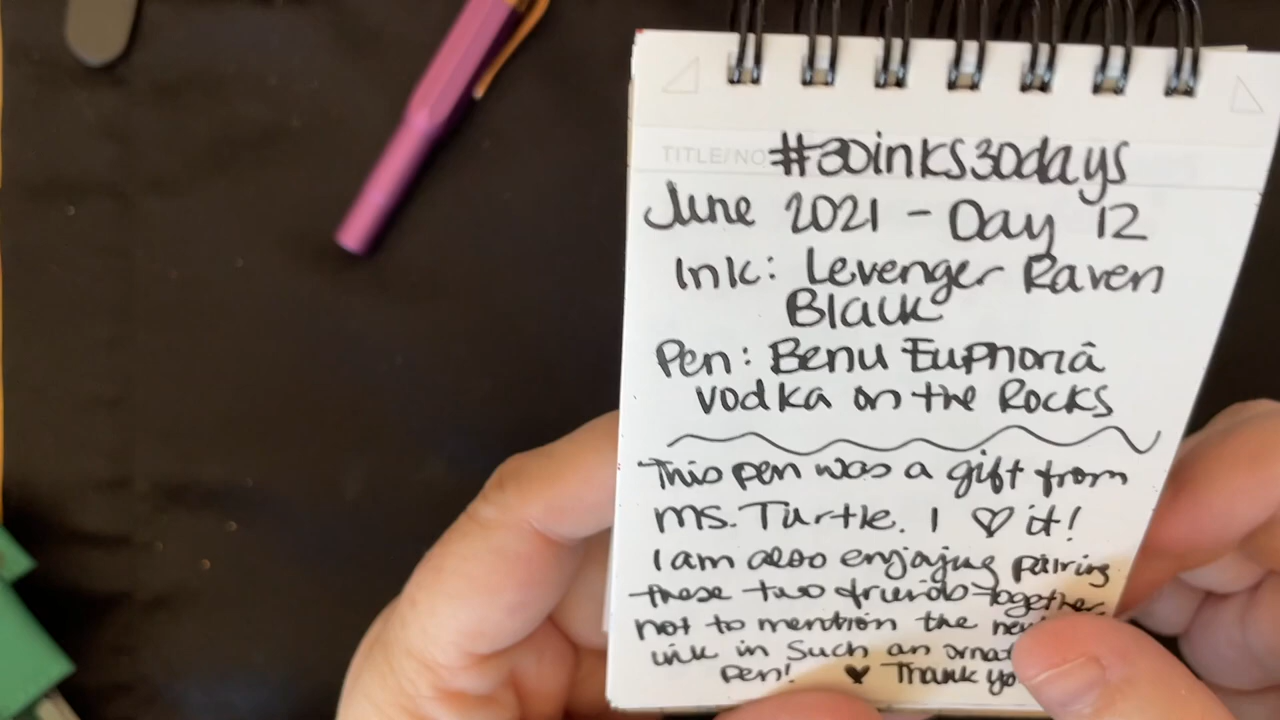 TITLE/NO
#30inks30days
June 2021 - Day 12
Ink: Levenger Raven
Black
Pen: Benu Euphoria
Vodka on the Rocks
This pen was a gift from
Ms. Turtle. I ♡ it!
I am also enjoying pairing
these two friends together,
not to mention the
ink in such an
pen! ♥ Thank